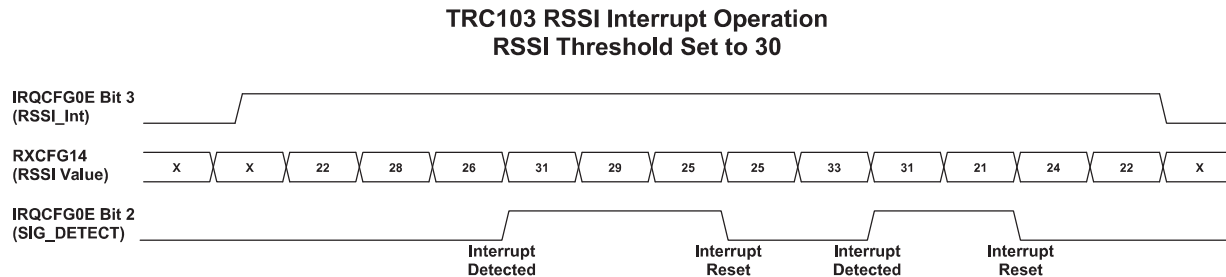 TRC103 RSSI Interrupt Operation
RSSI Threshold Set to 30
IRQCFG0E Bit 3
(RSSI_Int)
RXCFG14
(RSSI Value)
X X 22 28 26 31 29 25 25 33 31 21 24 22 X
IRQCFG0E Bit 2
(SIG_DETECT)
Interrupt Detected
Interrupt Reset
Interrupt Detected
Interrupt Reset